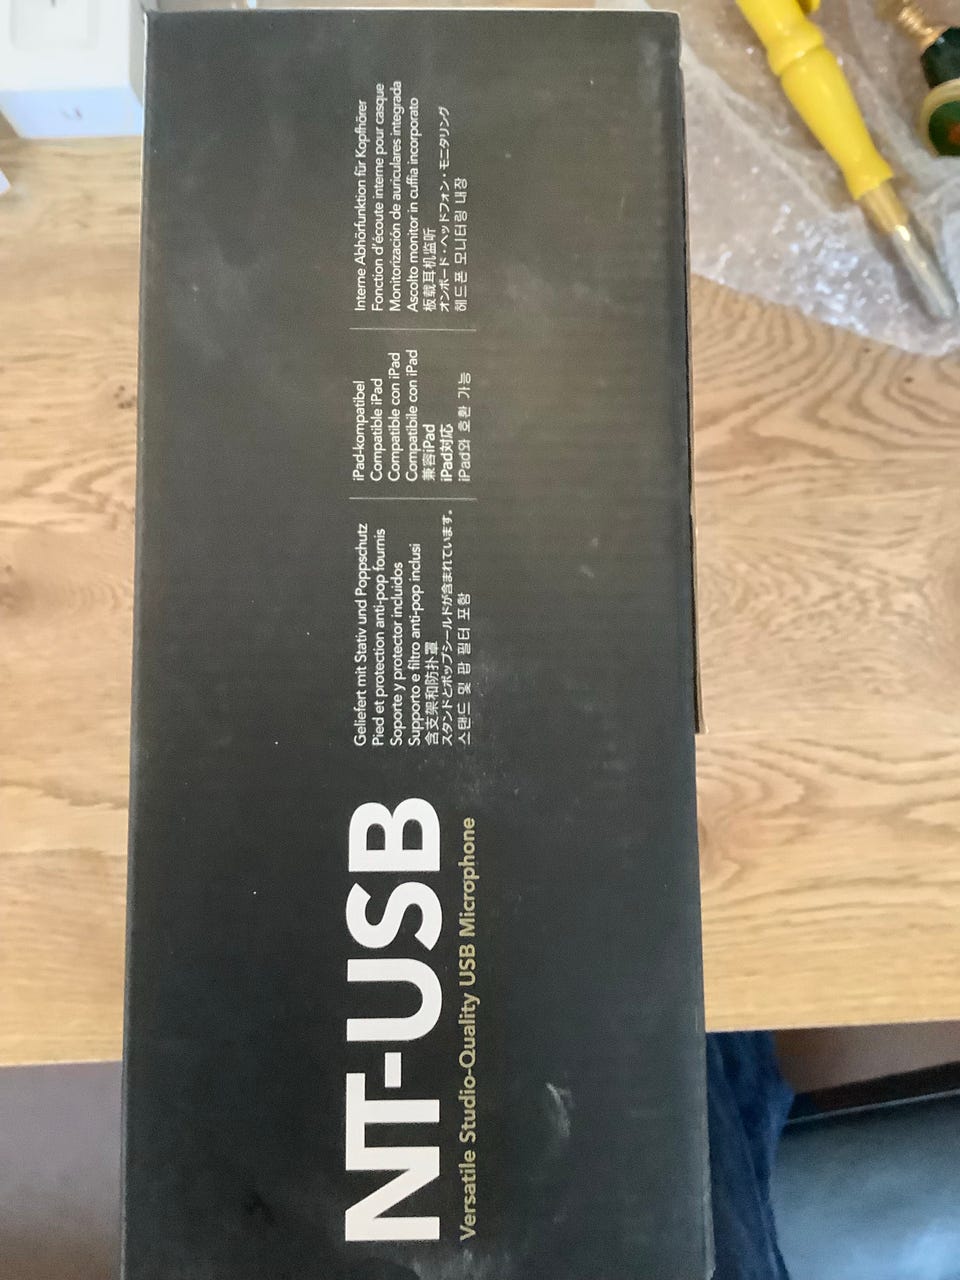 NT-USB
Versatile Studio-Quality USB Microphone
Geliefert mit Stativ und Poppschutz
Pied et protection anti-pop fournis
Soporte y protector incluidos
Supporto e filtro anti-pop inclusi
含支架和防扑罩
スタンドとポップシールドが含まれています。
스탠드 및 팝 필터 포함
iPad-kompatibel
Compatible iPad
Compatible con iPad
Compatibile con iPad
兼容iPad
iPad対応
iPad와 호환 가능
Interne Abhörfunktion für Kopfhörer
Fonction d'écoute interne pour casque
Monitorización de auriculares integrada
Ascolto monitor in cuffia incorporato
板载耳机监听
オンボード・ヘッドフォン・モニタリング
헤드폰 모니터링 내장